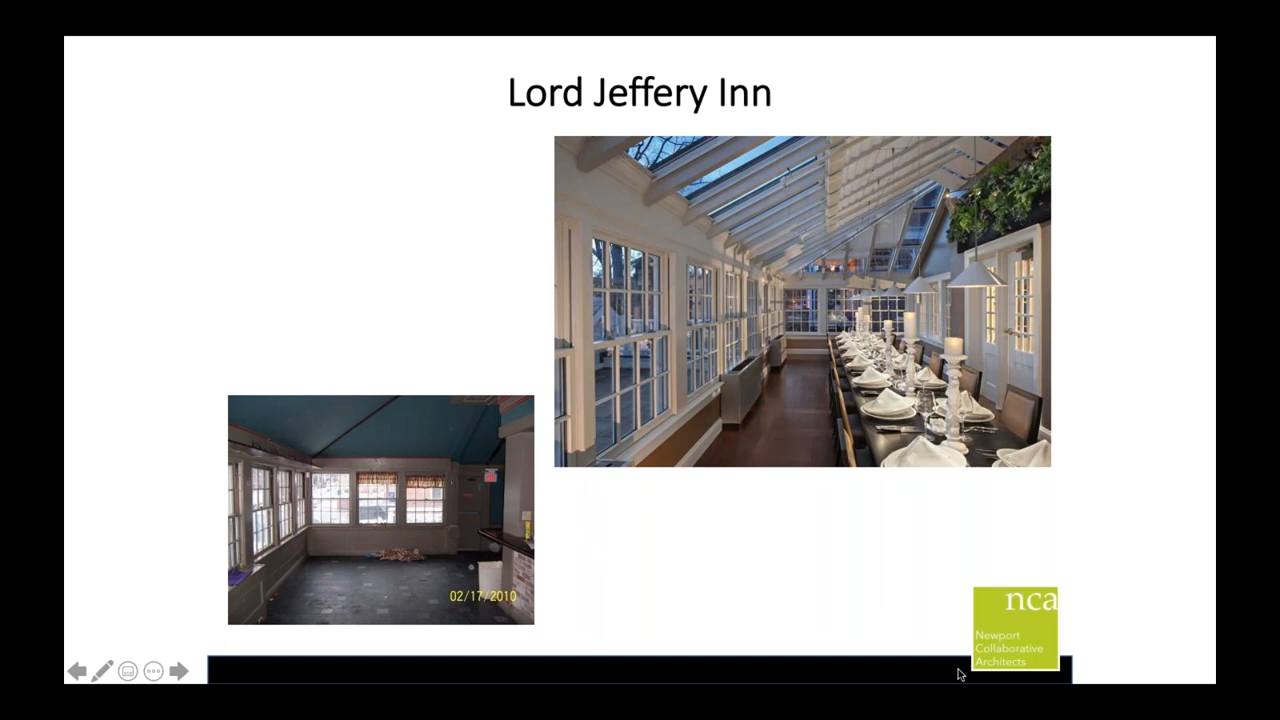 Lord Jeffery Inn
02/17/2010
nca
Newport
Collaborative
Architects